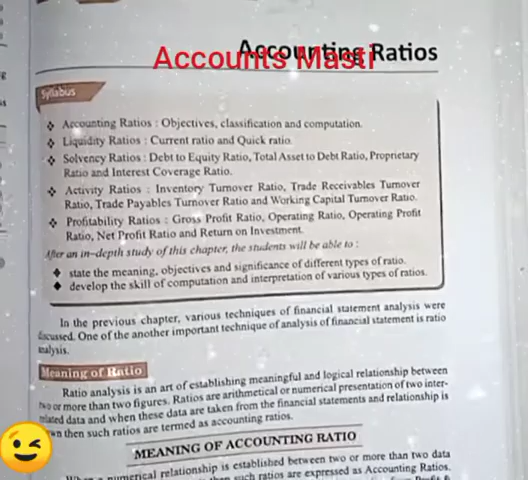 Accounting Ratios
Accounts Masti
Syllabus
Accounting Ratios : Objectives, classification and computation.
Liquidity Ratios : Current ratio and Quick ratio.
Solvency Ratios : Debt to Equity Ratio, Total Asset to Debt Ratio, Proprietary
Ratio and Interest Coverage Ratio.
Activity Ratios : Inventory Turnover Ratio, Trade Receivables Turnover
Ratio, Trade Payables Turnover Ratio and Working Capital Turnover Ratio.
Profitability Ratios : Gross Profit Ratio, Operating Ratio, Operating Profit
Ratio, Net Profit Ratio and Return on Investment.
After an in-depth study of this chapter, the students will be able to :
state the meaning, objectives and significance of different types of ratio.
develop the skill of computation and interpretation of various types of ratios.
In the previous chapter, various techniques of financial statement analysis were
discussed. One of the another important technique of analysis of financial statement is ratio
analysis.
Meaning of Ratio
Ratio analysis is an art of establishing meaningful and logical relationship between
two or more than two figures. Ratios are arithmetical or numerical presentation of two inter-
related data and when these data are taken from the financial statements and relationship is
then such ratios are termed as accounting ratios.
MEANING OF ACCOUNTING RATIO
numerical relationship is established between two or more than two data
such ratios are expressed as Accounting Ratios.